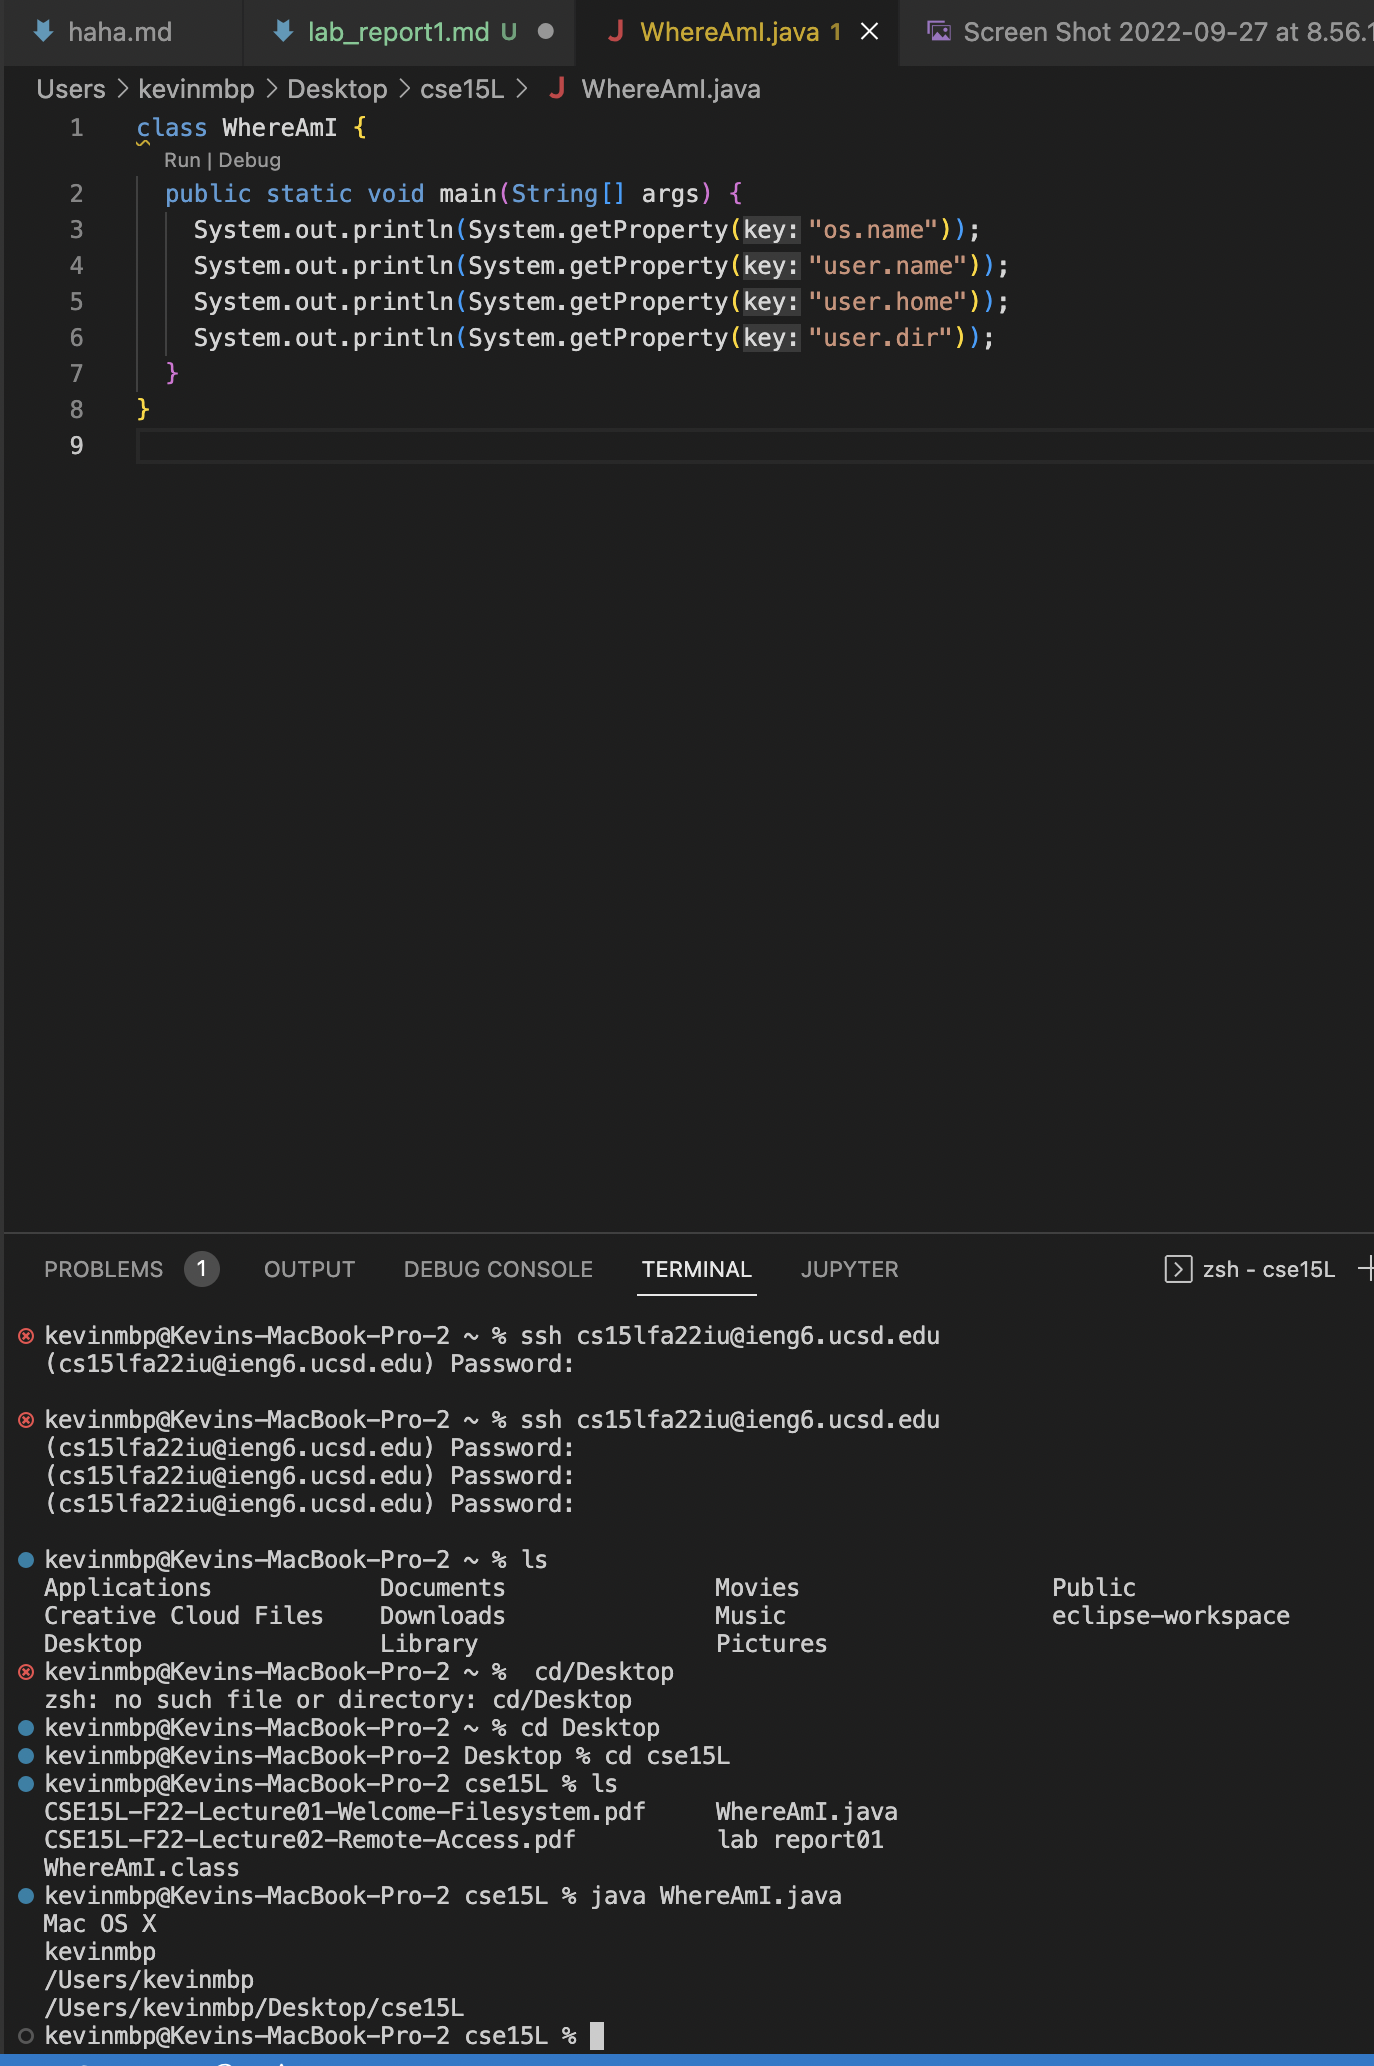 haha.md lab_report1.md U WhereAmI.java 1 Screen Shot 2022-09-27 at 8.56.1
Users > kevinmbp > Desktop > cse15L > J WhereAmI.java
1 class WhereAmI {
Run | Debug
2 public static void main(String[] args) {
3 System.out.println(System.getProperty(key: "os.name"));
4 System.out.println(System.getProperty(key: "user.name"));
5 System.out.println(System.getProperty(key: "user.home"));
6 System.out.println(System.getProperty(key: "user.dir"));
7 }
8 }
9
PROBLEMS 1 OUTPUT DEBUG CONSOLE TERMINAL JUPYTER zsh - cse15L
kevinmbp@Kevins-MacBook-Pro-2 ~ % ssh cs15lfa22iu@ieng6.ucsd.edu
(cs15lfa22iu@ieng6.ucsd.edu) Password:
kevinmbp@Kevins-MacBook-Pro-2 ~ % ssh cs15lfa22iu@ieng6.ucsd.edu
(cs15lfa22iu@ieng6.ucsd.edu) Password:
(cs15lfa22iu@ieng6.ucsd.edu) Password:
(cs15lfa22iu@ieng6.ucsd.edu) Password:
kevinmbp@Kevins-MacBook-Pro-2 ~ % ls
Applications Documents Movies Public
Creative Cloud Files Downloads Music eclipse-workspace
Desktop Library Pictures
kevinmbp@Kevins-MacBook-Pro-2 ~ %  cd/Desktop
zsh: no such file or directory: cd/Desktop
kevinmbp@Kevins-MacBook-Pro-2 ~ % cd Desktop
kevinmbp@Kevins-MacBook-Pro-2 Desktop % cd cse15L
kevinmbp@Kevins-MacBook-Pro-2 cse15L % ls
CSE15L-F22-Lecture01-Welcome-Filesystem.pdf WhereAmI.java
CSE15L-F22-Lecture02-Remote-Access.pdf lab report01
WhereAmI.class
kevinmbp@Kevins-MacBook-Pro-2 cse15L % java WhereAmI.java
Mac OS X
kevinmbp
/Users/kevinmbp
/Users/kevinmbp/Desktop/cse15L
kevinmbp@Kevins-MacBook-Pro-2 cse15L %